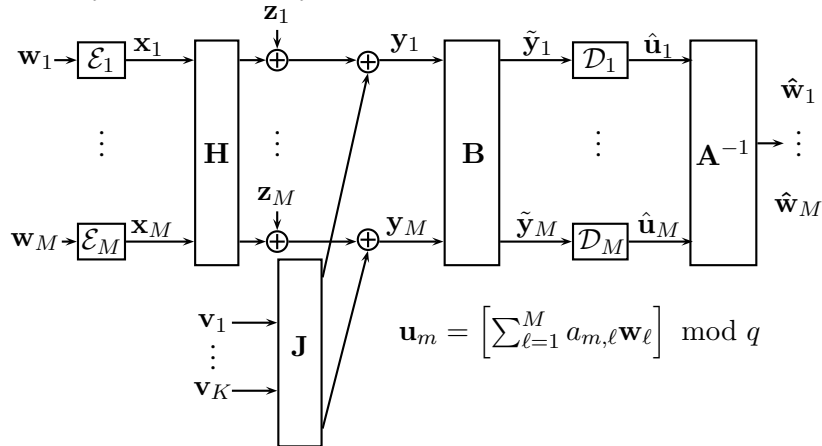 z₁
w₁ ℰ₁ x₁ y₁ ỹ₁ 𝒟₁ û₁
ŵ₁
⋮ H ⋮ B ⋮ A⁻¹ ⋮
z_M
ŵ_M
w_M ℰ_M x_M y_M ỹ_M 𝒟_M û_M
v₁
⋮ J
v_K
u_m = [∑_{ℓ=1}^{M} a_{m,ℓ} w_ℓ] mod q